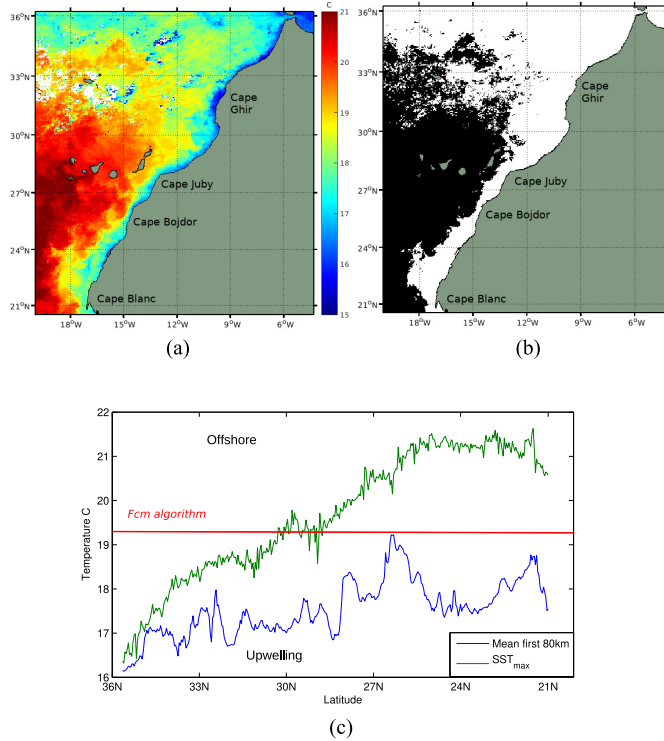 C
36°N
33°N
30°N
27°N
24°N
21°N
18°W 15°W 12°W 9°W 6°W
21
20
19
18
17
16
15
Cape
Ghir
Cape Juby
Cape Bojdor
Cape Blanc
(a)
36°N
33°N
30°N
27°N
24°N
21°N
18°W 15°W 12°W 9°W 6°W
Cape
Ghir
Cape Juby
Cape Bojdor
Cape Blanc
(b)
22
21
20
19
18
17
16
Temperature C
Offshore
Fcm algorithm
Upwelling
Mean first 80km
SSTmax
36N 33N 30N 27N 24N 21N
Latitude
(c)